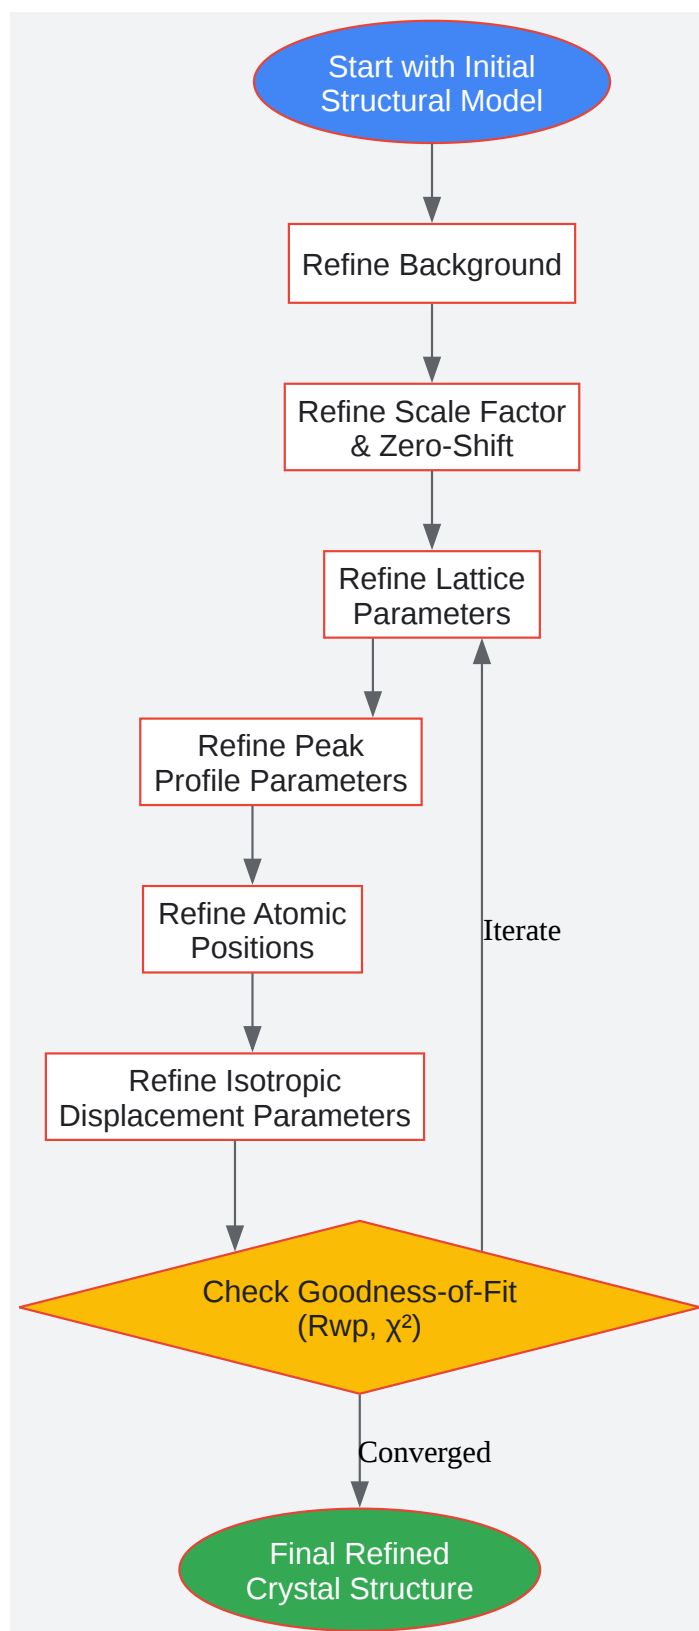 Start with Initial
Structural Model
Refine Background
Refine Scale Factor
& Zero-Shift
Refine Lattice
Parameters
Refine Peak
Profile Parameters
Refine Atomic
Positions
Iterate
Refine Isotropic
Displacement Parameters
Check Goodness-of-Fit
(Rwp, χ²)
Converged
Final Refined
Crystal Structure